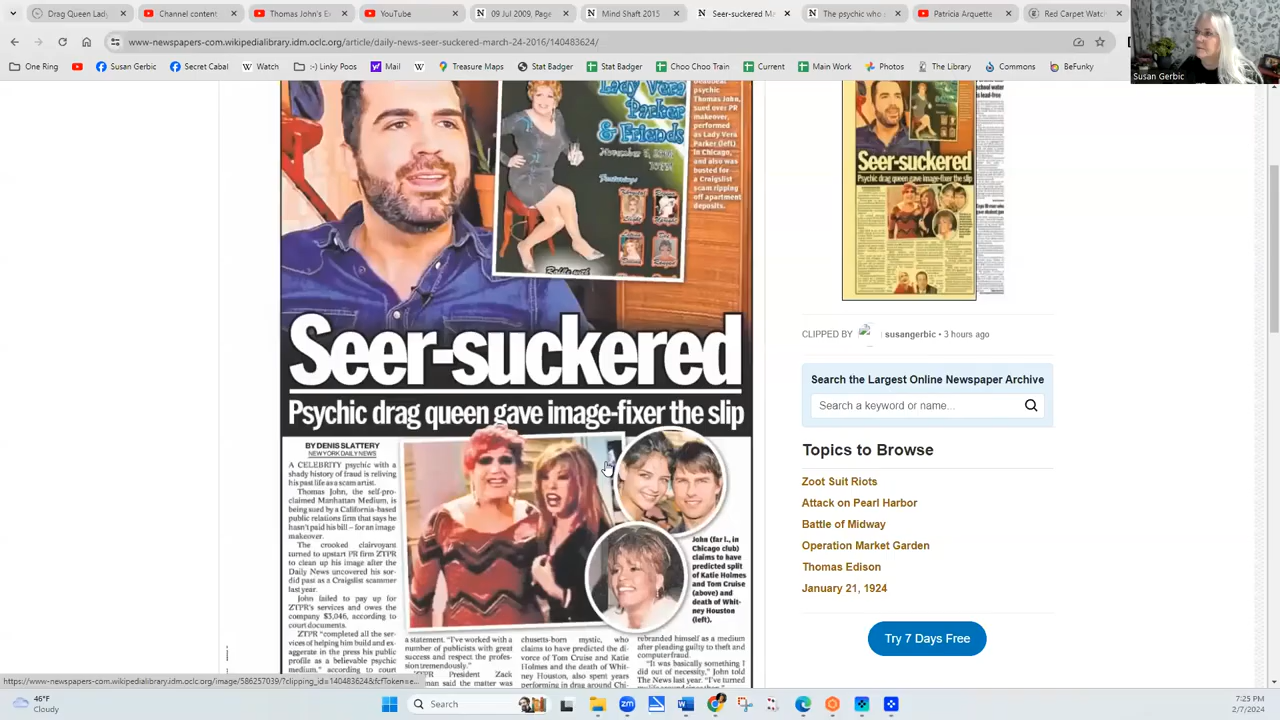 Drag Queen Lad
Thomas John's En
YouTube
09 Jul 2009, Page
Mind Shaft 2015
Seer-suckered Ma
The psychic who
Patricia Arquette
Red Carpet Watch
www-newspapers-com.wikipedialibrary.idm.oclc.org/article/daily-news-seer-suckered-march-24-2016/140483624/
One Ring
Susan Gerbic
Secret Cabal
Watch
:-) Linky Poos
Mail
Treasure Maps
Stat Badger
Stat Badger
Choo Choo Train
Current
Main Work
Photos
The Library
Commons
BeFunky
Susan Gerbic
Lady Vera
Parker
& Friends
psychic
Thomas John,
sued over PR
makeover,
performed
as Lady Vera
Parker (left)
in Chicago,
and also was
busted for
a Craigslist
scam ripping
off apartment
deposits.
Seer-suckered
Psychic drag queen gave image-fixer the slip
BY DENIS SLATTERY
NEW YORK DAILY NEWS
A CELEBRITY psychic with a
shady history of fraud is reliving
his past life as a scam artist.
Thomas John, the self-pro-
claimed Manhattan Medium, is
being sued by a California-based
public relations firm that says he
hasn't paid his bill – for an image
makeover.
The crooked clairvoyant
turned to upstart PR firm ZTPR
to clean up his image after the
Daily News uncovered his sor-
did past as a Craigslist scammer
last year.
John failed to pay up for
ZTPR's services and owes the
company $3,046, according to
court documents.
ZTPR "completed all the ser-
vices of helping him build and ex-
aggerate in the press his public
profile as a believable psychic
medium," according to court
a statement. "I've worked with a
number of publicists with great
success and respect the profes-
sion tremendously."
ZTPR President Zack
man said the matter was
chusetts-born mystic, who
claims to have predicted the di-
vorce of Tom Cruise and Katie
Holmes and the death of Whit-
ney Houston, also spent years
performing in drag around Chi-
rebranded himself as a medium
after pleading guilty to theft and
computer fraud.
"It was basically something I
did out of necessity," John told
The News last year. "I've turned
John (far l., in
Chicago club)
claims to have
predicted split
of Katie Holmes
and Tom Cruise
(above) and
death of Whit-
ney Houston
(left).
Seer-suckered
Psychic drag queen gave image-fixer the slip
CLIPPED BY susangerbic • 3 hours ago
Search the Largest Online Newspaper Archive
Search a keyword or name...
Topics to Browse
Zoot Suit Riots
Attack on Pearl Harbor
Battle of Midway
Operation Market Garden
Thomas Edison
January 21, 1924
Try 7 Days Free
Cloudy
Search
7:25 PM
2/7/2024